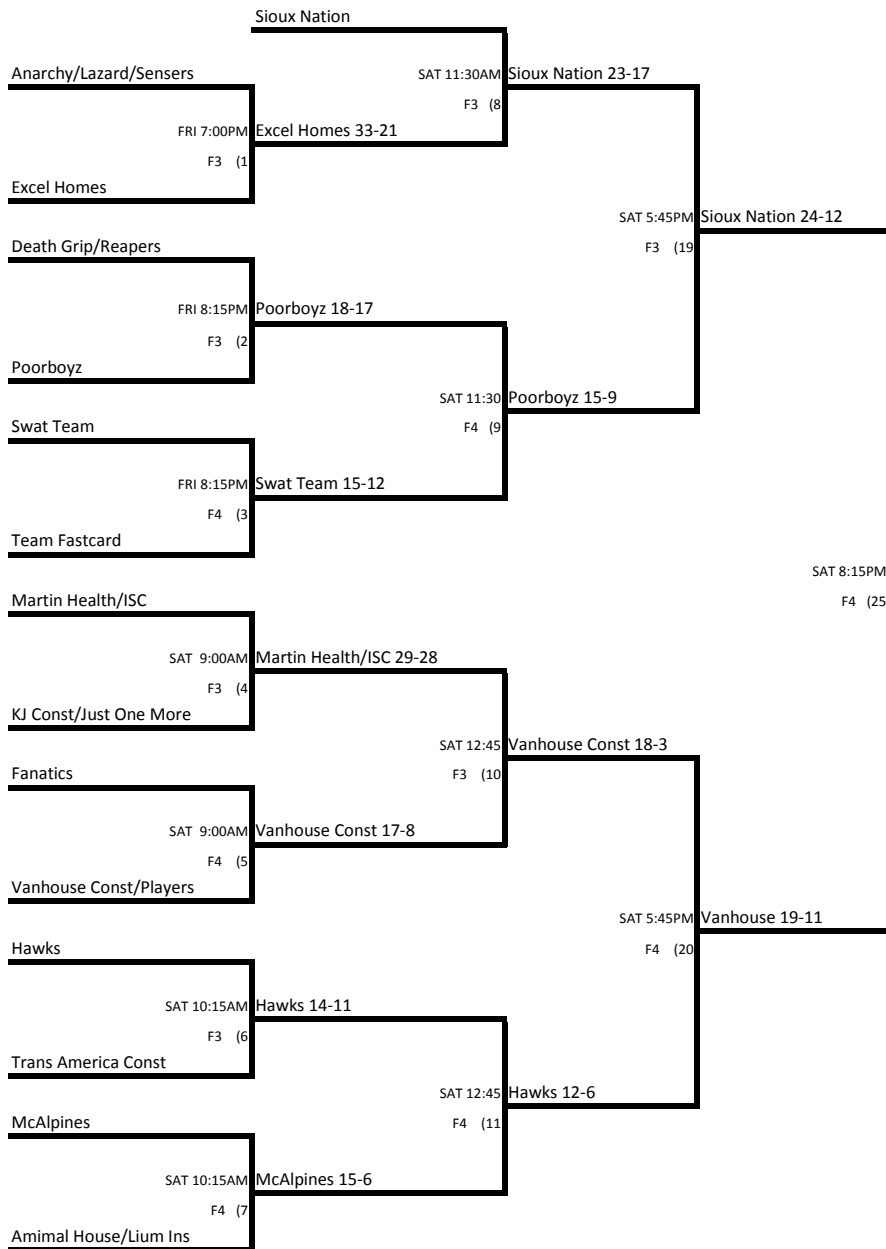 Sioux Nation
Anarchy/Lazard/Sensers
SAT 11:30AM Sioux Nation 23-17
F3 (8
FRI 7:00PM Excel Homes 33-21
F3 (1
Excel Homes
SAT 5:45PM Sioux Nation 24-12
F3 (19
Death Grip/Reapers
FRI 8:15PM Poorboyz 18-17
F3 (2
Poorboyz
SAT 11:30 Poorboyz 15-9
F4 (9
Swat Team
FRI 8:15PM Swat Team 15-12
F4 (3
Team Fastcard
SAT 8:15PM
F4 (25
Martin Health/ISC
SAT 9:00AM Martin Health/ISC 29-28
F3 (4
KJ Const/Just One More
SAT 12:45 Vanhouse Const 18-3
F3 (10
Fanatics
SAT 9:00AM Vanhouse Const 17-8
F4 (5
Vanhouse Const/Players
SAT 5:45PM Vanhouse 19-11
F4 (20
Hawks
SAT 10:15AM Hawks 14-11
F3 (6
Trans America Const
SAT 12:45 Hawks 12-6
F4 (11
McAlpines
SAT 10:15AM McAlpines 15-6
F4 (7
Amimal House/Lium Ins